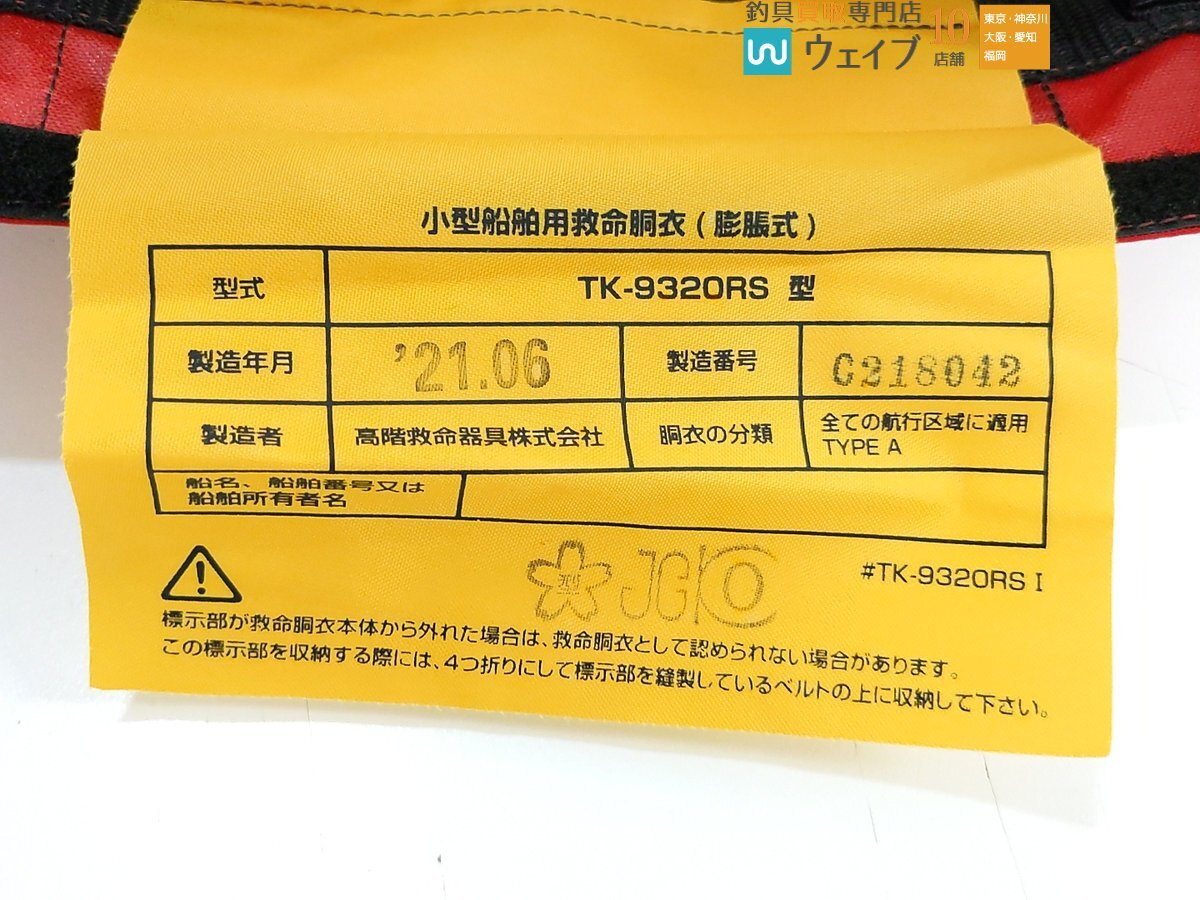 釣具買取専門店
ウェイブ
10
店舗
東京・神奈川
大阪・愛知
福岡
小型船舶用救命胴衣(膨脹式)
型式 TK-9320RS 型
製造年月 '21.06 製造番号 G218042
製造者 高階救命器具株式会社 胴衣の分類 全ての航行区域に適用
TYPE A
船名、船舶番号又は
船舶所有者名
型 JG O
#TK-9320RS I
標示部が救命胴衣本体から外れた場合は、救命胴衣として認められない場合があります。
この標示部を収納する際には、4つ折りにして標示部を縫製しているベルトの上に収納して下さい。